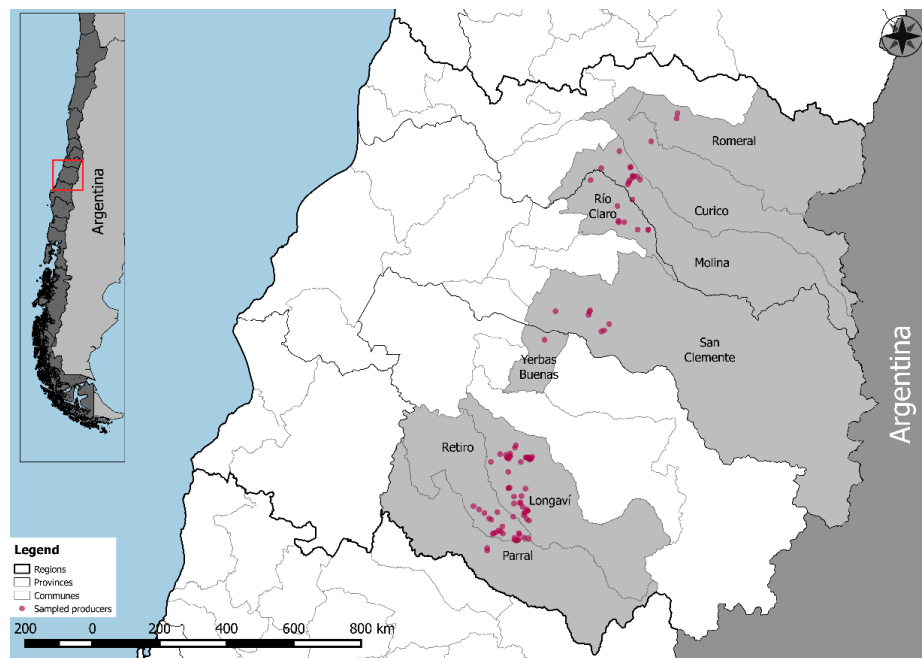 Argentina
Romeral
Río
Claro
Curico
Molina
San
Clemente
Yerbas
Buenas
Argentina
Retiro
Longaví
Parral
Legend
Regions
Provinces
Communes
Sampled producers
200 0 200 400 600 800 km